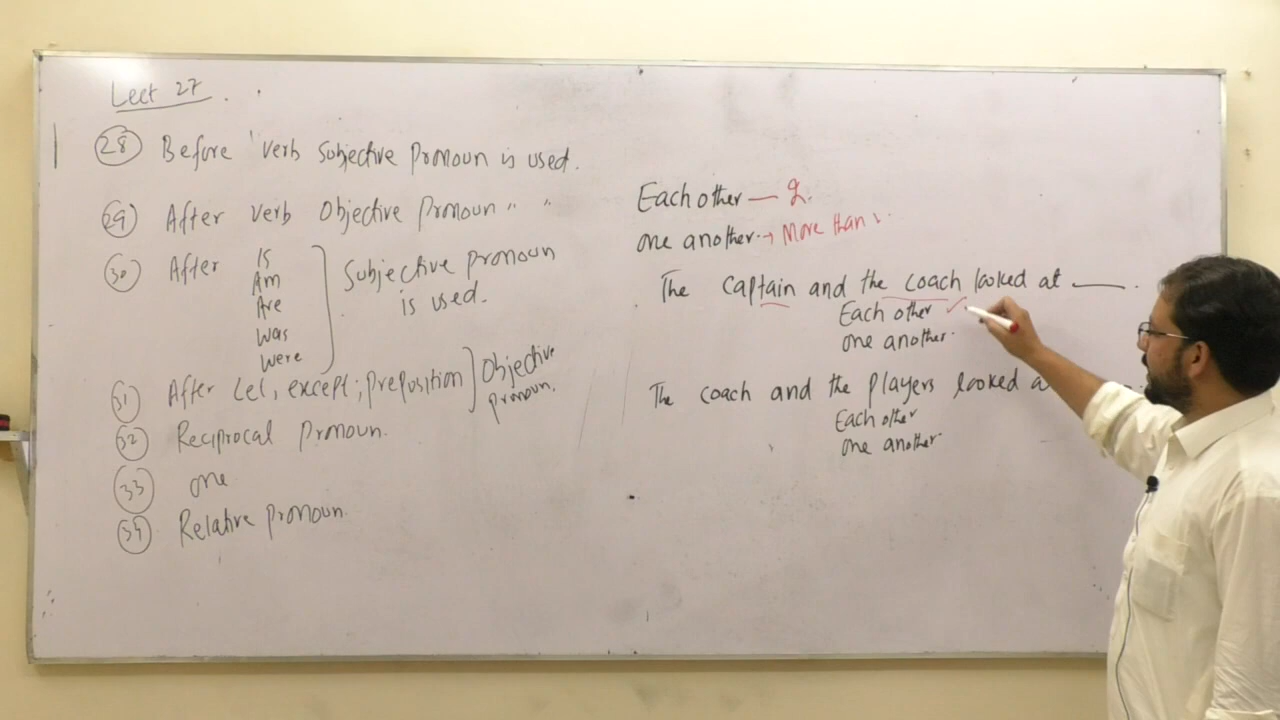 Lect 27
28 Before verb subjective pronoun is used.
29 After verb objective pronoun " "
30 After Is Am Are Was Were Subjective pronoun is used.
31 After Let, except, preposition Objective pronoun.
32 Reciprocal pronoun.
33 one
34 Relative pronoun.
Each other — 2.
one another → More than 2.
The captain and the coach looked at ——.
Each other ✓
one another.
The coach and the players looked a
Each other
one another.